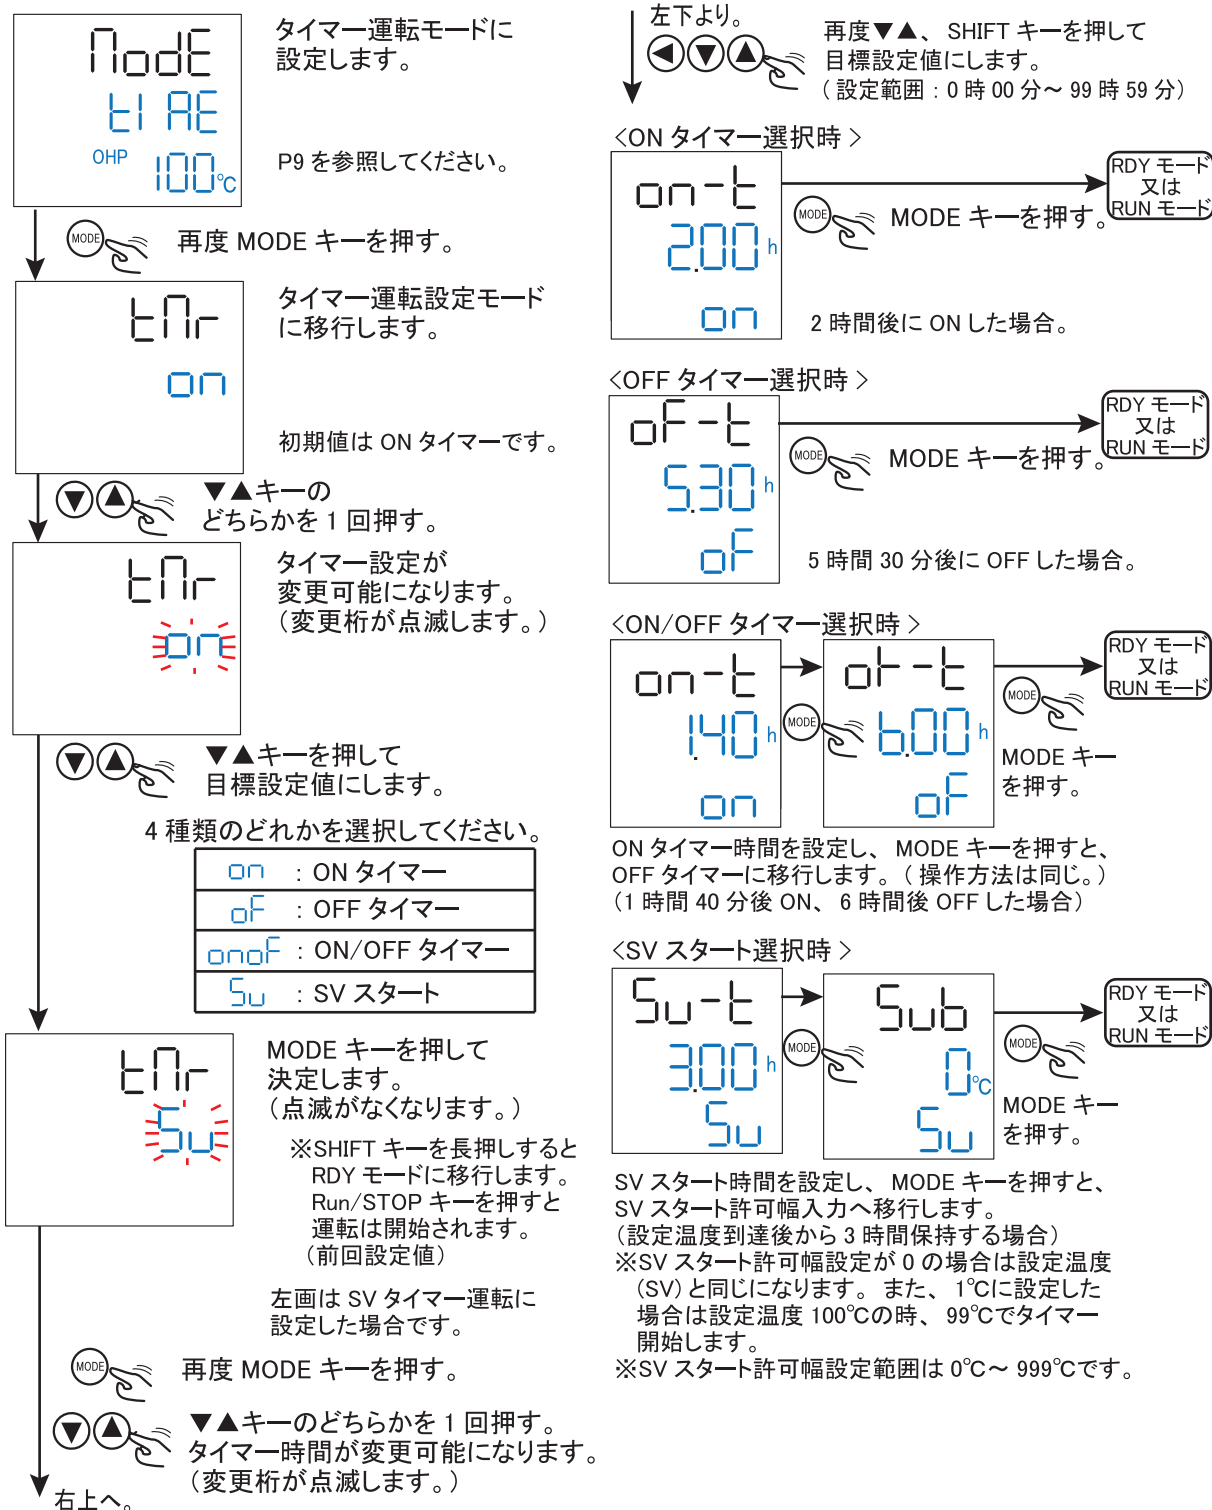 ModE
tIME
OHP 100℃
タイマー運転モードに
設定します。
P9 を参照してください。
MODE
再度 MODE キーを押す。
tMr
on
タイマー運転設定モード
に移行します。
初期値は ON タイマーです。
▼▲キーの
どちらかを 1 回押す。
tMr
on
タイマー設定が
変更可能になります。
（変更桁が点滅します。）
▼▲キーを押して
目標設定値にします。
4 種類のどれかを選択してください。
on : ON タイマー
oF : OFF タイマー
onoF : ON/OFF タイマー
Su : SV スタート
tMr
Su
MODE キーを押して
決定します。
（点滅がなくなります。）
※SHIFT キーを長押しすると
RDY モードに移行します。
Run/STOP キーを押すと
運転は開始されます。
（前回設定値）
左画は SV タイマー運転に
設定した場合です。
MODE
再度 MODE キーを押す。
▼▲キーのどちらかを 1 回押す。
タイマー時間が変更可能になります。
（変更桁が点滅します。）
右上へ。
左下より。
再度▼▲、 SHIFT キーを押して
目標設定値にします。
（ 設定範囲 : 0 時 00 分～ 99 時 59 分）
＜ON タイマー選択時 ＞
on-t
2.00 h
on
MODE
MODE キーを押す。
RDY モード
又は
RUN モード
2 時間後に ON した場合。
＜OFF タイマー選択時 ＞
oF-t
5.30 h
oF
MODE
MODE キーを押す。
RDY モード
又は
RUN モード
5 時間 30 分後に OFF した場合。
＜ON/OFF タイマー選択時 ＞
on-t
1.40 h
on
MODE
oF-t
6.00 h
oF
MODE
MODE キー
を押す。
RDY モード
又は
RUN モード
ON タイマー時間を設定し、 MODE キーを押すと、
OFF タイマーに移行します。（ 操作方法は同じ。）
（1 時間 40 分後 ON、 6 時間後 OFF した場合）
＜SV スタート選択時 ＞
Su-t
3.00 h
Su
MODE
Sub
0℃
Su
MODE
MODE キー
を押す。
RDY モード
又は
RUN モード
SV スタート時間を設定し、 MODE キーを押すと、
SV スタート許可幅入力へ移行します。
（設定温度到達後から 3 時間保持する場合）
※SV スタート許可幅設定が 0 の場合は設定温度
（SV）と同じになります。 また、 1℃に設定した
場合は設定温度 100℃の時、 99℃でタイマー
開始します。
※SV スタート許可幅設定範囲は 0℃～ 999℃です。